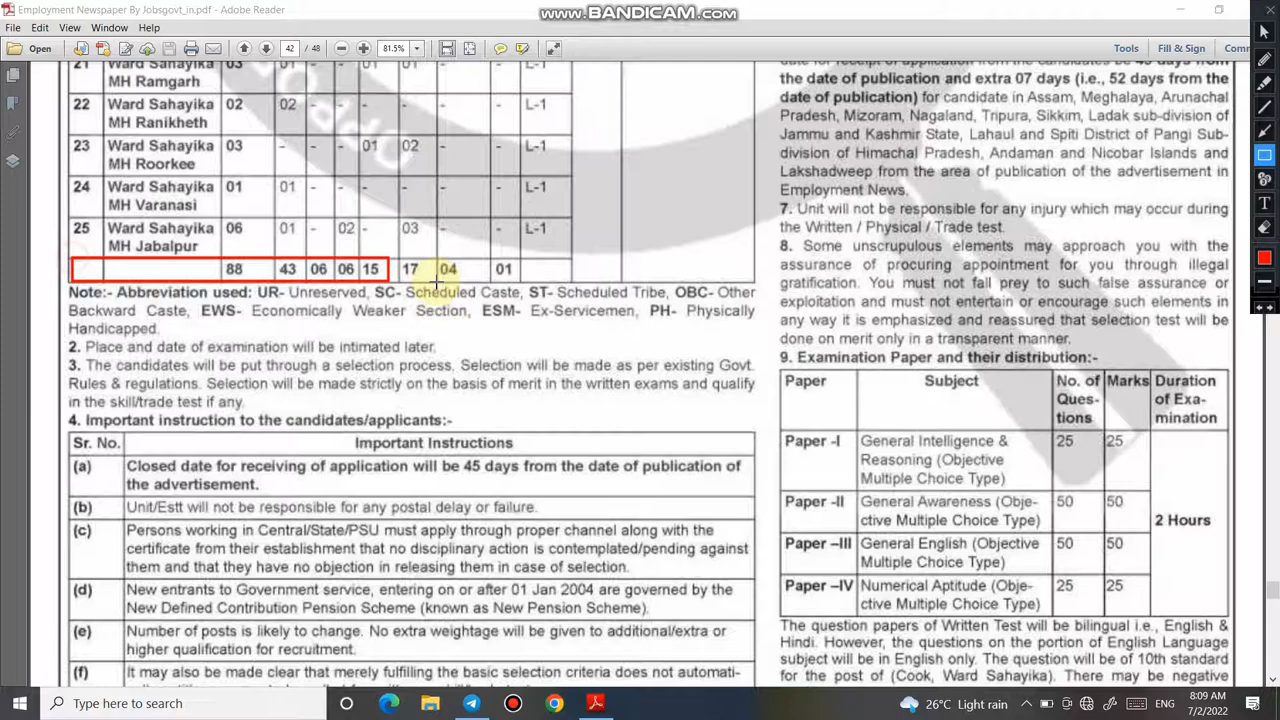 Employment Newspaper By Jobsgovt_in.pdf - Adobe Reader
www.BANDICAM.com
File Edit View Window Help
Open 42 / 48 81.5% Tools Fill & Sign Comm
21 Ward Sahayika 03 - - - 01 01 - - L-1
MH Ramgarh
22 Ward Sahayika 02 02 - - - - - - L-1
MH Ranikheth
23 Ward Sahayika 03 - - - 01 02 - - L-1
MH Roorkee
24 Ward Sahayika 01 01 - - - - - - L-1
MH Varanasi
25 Ward Sahayika 06 01 - 02 - 03 - - L-1
MH Jabalpur
88 43 06 06 15 17 04 01
Note:- Abbreviation used: UR- Unreserved, SC- Scheduled Caste, ST- Scheduled Tribe, OBC- Other
Backward Caste, EWS- Economically Weaker Section, ESM- Ex-Servicemen, PH- Physically
Handicapped.
2. Place and date of examination will be intimated later.
3. The candidates will be put through a selection process. Selection will be made as per existing Govt.
Rules & regulations. Selection will be made strictly on the basis of merit in the written exams and qualify
in the skill/trade test if any.
4. Important instruction to the candidates/applicants:-
Sr. No. Important Instructions
(a) Closed date for receiving of application will be 45 days from the date of publication of
the advertisement.
(b) Unit/Estt will not be responsible for any postal delay or failure.
(c) Persons working in Central/State/PSU must apply through proper channel along with the
certificate from their establishment that no disciplinary action is contemplated/pending against
them and that they have no objection in releasing them in case of selection.
(d) New entrants to Government service, entering on or after 01 Jan 2004 are governed by the
New Defined Contribution Pension Scheme (known as New Pension Scheme).
(e) Number of posts is likely to change. No extra weightage will be given to additional/extra or
higher qualification for recruitment.
(f) It may also be made clear that merely fulfilling the basic selection criteria does not automati-
date for receipt of application from the candidates be 45 days from
the date of publication and extra 07 days (i.e., 52 days from the
date of publication) for candidate in Assam, Meghalaya, Arunachal
Pradesh, Mizoram, Nagaland, Tripura, Sikkim, Ladak sub-division of
Jammu and Kashmir State, Lahaul and Spiti District of Pangi Sub-
division of Himachal Pradesh, Andaman and Nicobar Islands and
Lakshadweep from the area of publication of the advertisement in
Employment News.
7. Unit will not be responsible for any injury which may occur during
the Written / Physical / Trade test.
8. Some unscrupulous elements may approach you with the
assurance of procuring appointment for you through illegal
gratification. You must not fall prey to such false assurance or
exploitation and must not entertain or encourage such elements in
any way it is emphasized and reassured that selection test will be
done on merit only in a transparent manner.
9. Examination Paper and their distribution:-
Paper Subject No. of Ques- tions Marks Duration of Exa- mination
Paper -I General Intelligence & 25 25
Reasoning (Objective
Multiple Choice Type)
Paper -II General Awareness (Obje- 50 50
ctive Multiple Choice Type) 2 Hours
Paper –III General English (Objective 50 50
Multiple Choice Type)
Paper –IV Numerical Aptitude (Obje- 25 25
ctive Multiple Choice Type)
The question papers of Written Test will be bilingual i.e., English &
Hindi. However, the questions on the portion of English Language
subject will be in English only. The question will be of 10th standard
for the post of (Cook, Ward Sahayika). There may be negative
Type here to search 26°C Light rain ENG 8:09 AM
7/2/2022